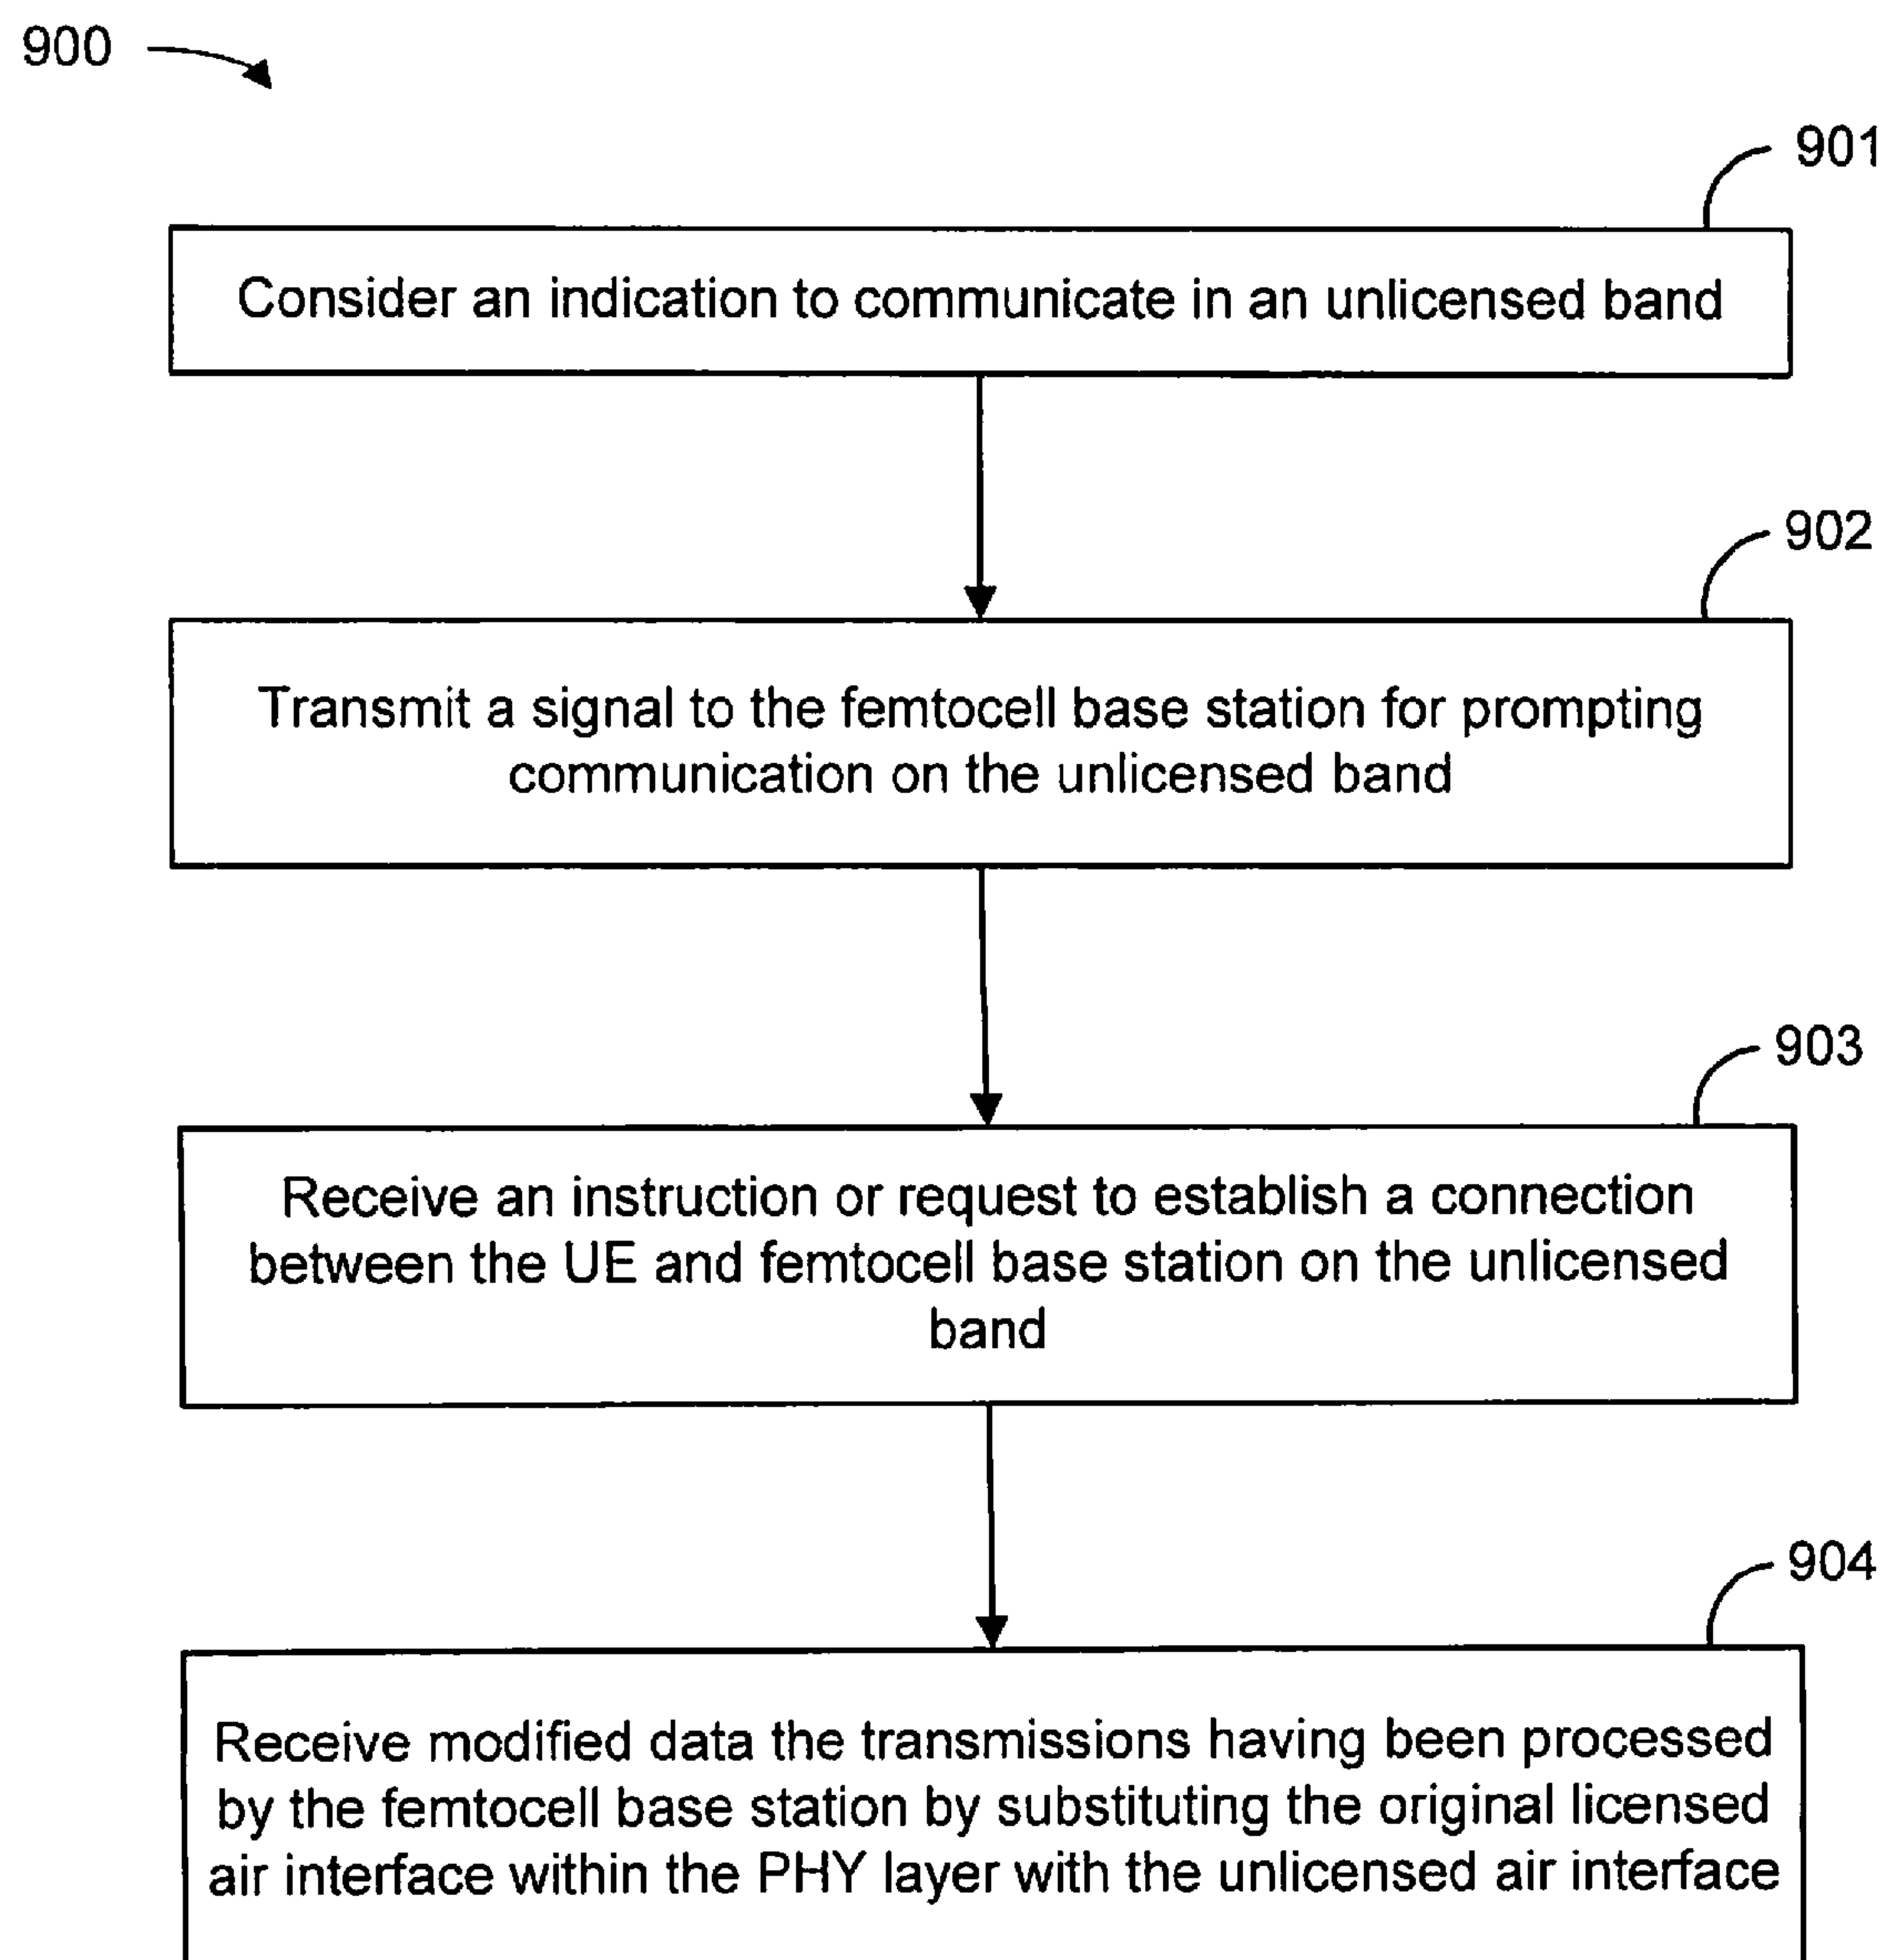 900
901
Consider an indication to communicate in an unlicensed band
902
Transmit a signal to the femtocell base station for prompting
communication on the unlicensed band
903
Receive an instruction or request to establish a connection
between the UE and femtocell base station on the unlicensed
band
904
Receive modified data the transmissions having been processed
by the femtocell base station by substituting the original licensed
air interface within the PHY layer with the unlicensed air interface